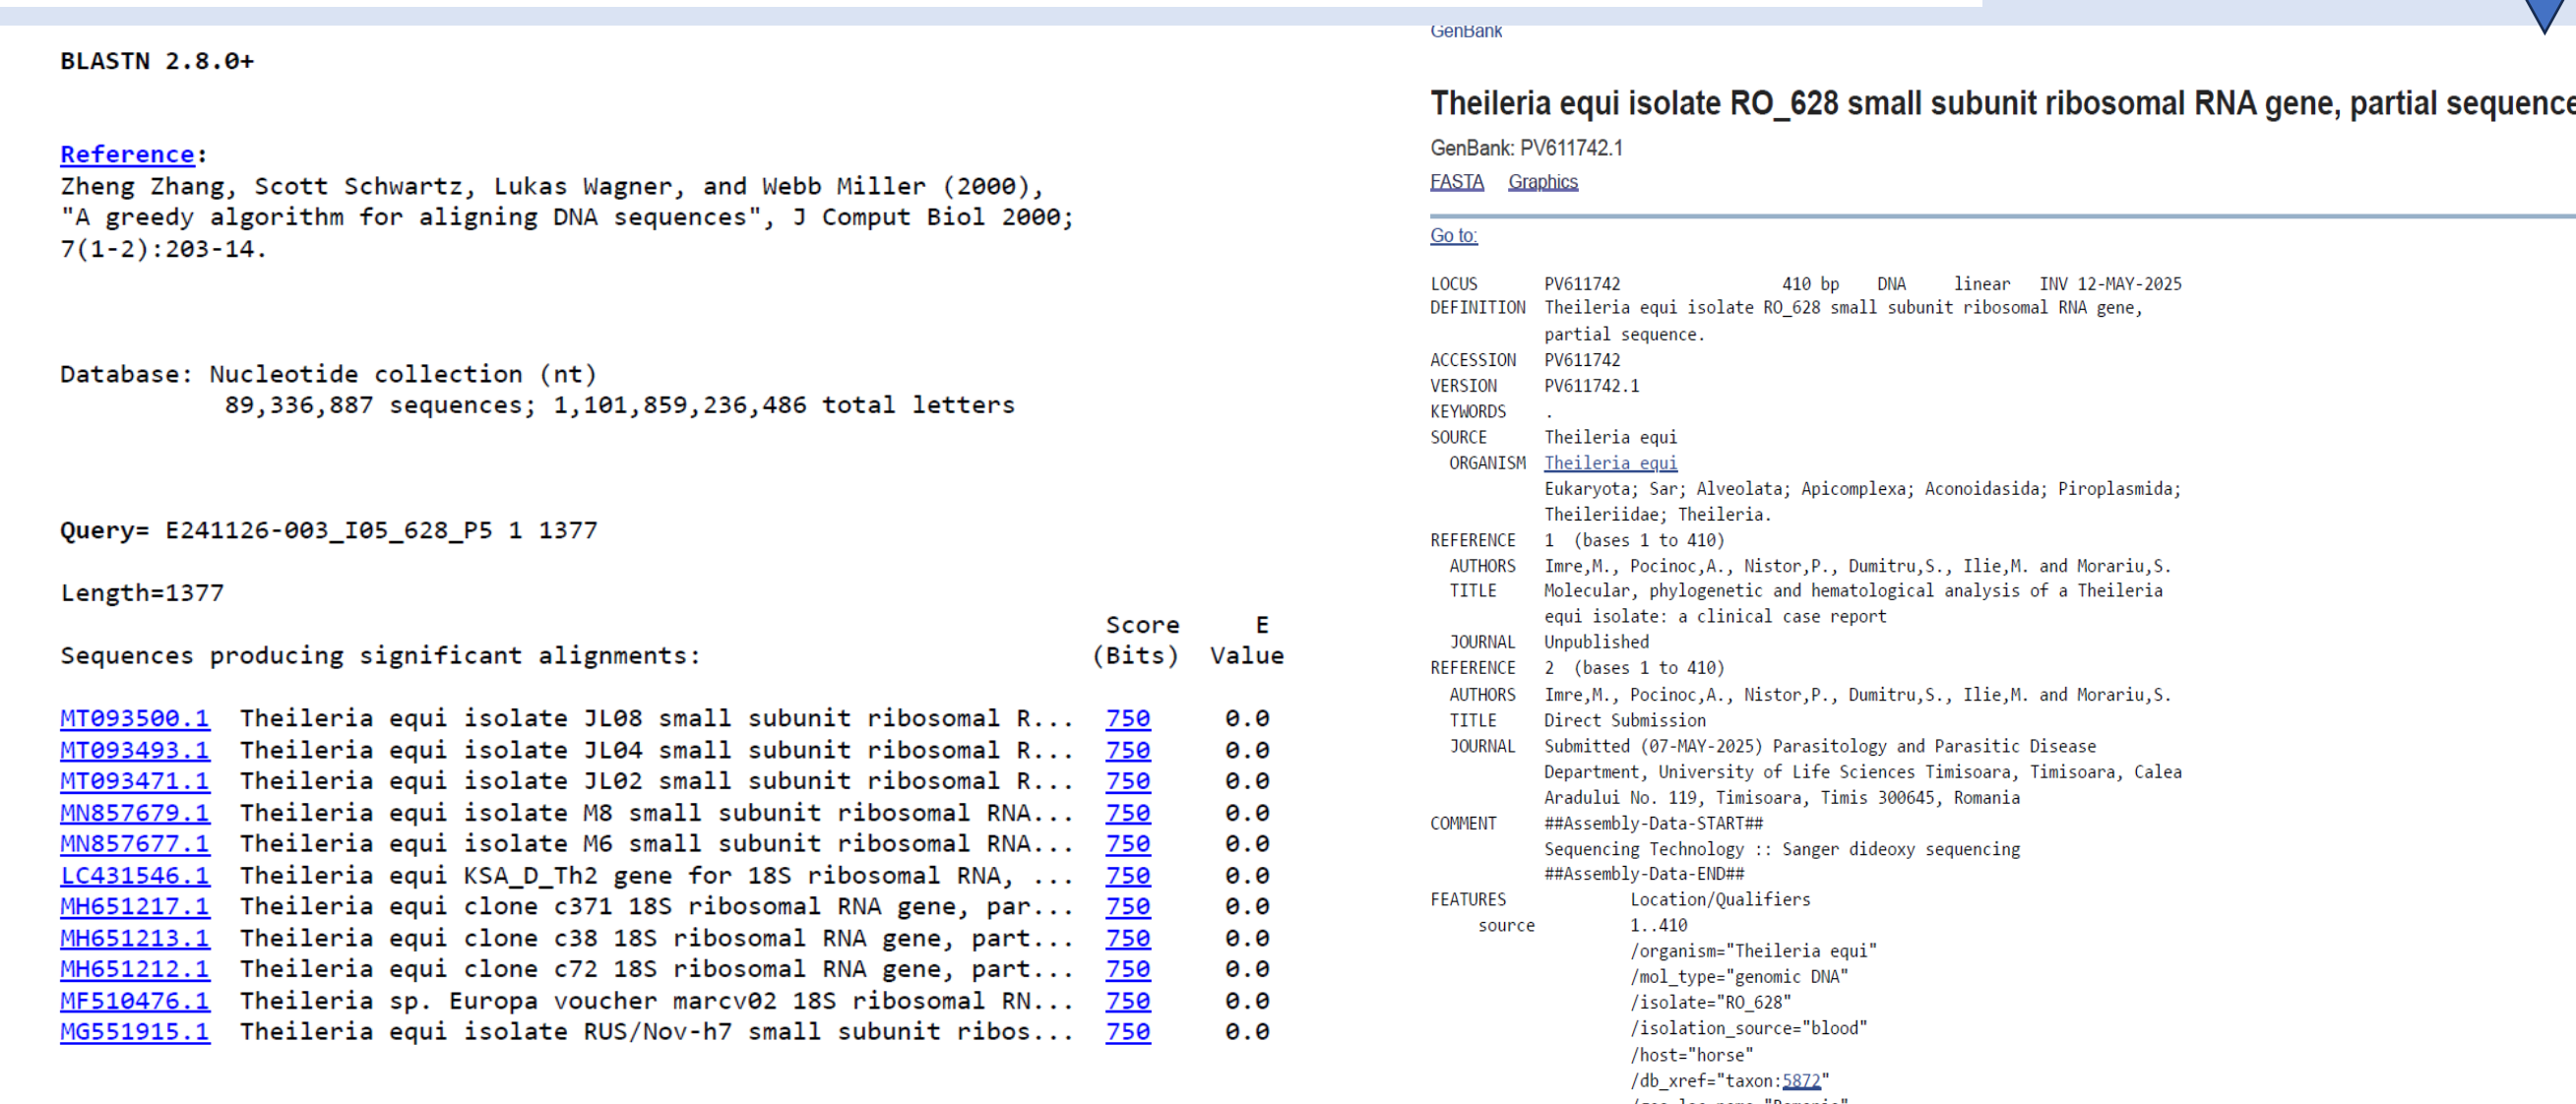 BLASTN 2.8.0+
Reference:
Zheng Zhang, Scott Schwartz, Lukas Wagner, and Webb Miller (2000),
"A greedy algorithm for aligning DNA sequences", J Comput Biol 2000;
7(1-2):203-14.
Database: Nucleotide collection (nt)
89,336,887 sequences; 1,101,859,236,486 total letters
Query= E241126-003_I05_628_P5 1 1377
Length=1377
Score E
Sequences producing significant alignments: (Bits) Value
MT093500.1 Theileria equi isolate JL08 small subunit ribosomal R... 750 0.0
MT093493.1 Theileria equi isolate JL04 small subunit ribosomal R... 750 0.0
MT093471.1 Theileria equi isolate JL02 small subunit ribosomal R... 750 0.0
MN857679.1 Theileria equi isolate M8 small subunit ribosomal RNA... 750 0.0
MN857677.1 Theileria equi isolate M6 small subunit ribosomal RNA... 750 0.0
LC431546.1 Theileria equi KSA_D_Th2 gene for 18S ribosomal RNA, ... 750 0.0
MH651217.1 Theileria equi clone c371 18S ribosomal RNA gene, par... 750 0.0
MH651213.1 Theileria equi clone c38 18S ribosomal RNA gene, part... 750 0.0
MH651212.1 Theileria equi clone c72 18S ribosomal RNA gene, part... 750 0.0
MF510476.1 Theileria sp. Europa voucher marcv02 18S ribosomal RN... 750 0.0
MG551915.1 Theileria equi isolate RUS/Nov-h7 small subunit ribos... 750 0.0
GenBank
Theileria equi isolate RO_628 small subunit ribosomal RNA gene, partial sequence
GenBank: PV611742.1
FASTA Graphics
Go to:
LOCUS PV611742 410 bp DNA linear INV 12-MAY-2025
DEFINITION Theileria equi isolate RO_628 small subunit ribosomal RNA gene,
partial sequence.
ACCESSION PV611742
VERSION PV611742.1
KEYWORDS .
SOURCE Theileria equi
ORGANISM Theileria equi
Eukaryota; Sar; Alveolata; Apicomplexa; Aconoidasida; Piroplasmida;
Theileriidae; Theileria.
REFERENCE 1 (bases 1 to 410)
AUTHORS Imre,M., Pocinoc,A., Nistor,P., Dumitru,S., Ilie,M. and Morariu,S.
TITLE Molecular, phylogenetic and hematological analysis of a Theileria
equi isolate: a clinical case report
JOURNAL Unpublished
REFERENCE 2 (bases 1 to 410)
AUTHORS Imre,M., Pocinoc,A., Nistor,P., Dumitru,S., Ilie,M. and Morariu,S.
TITLE Direct Submission
JOURNAL Submitted (07-MAY-2025) Parasitology and Parasitic Disease
Department, University of Life Sciences Timisoara, Timisoara, Calea
Aradului No. 119, Timisoara, Timis 300645, Romania
COMMENT ##Assembly-Data-START##
Sequencing Technology :: Sanger dideoxy sequencing
##Assembly-Data-END##
FEATURES Location/Qualifiers
source 1..410
/organism="Theileria equi"
/mol_type="genomic DNA"
/isolate="RO_628"
/isolation_source="blood"
/host="horse"
/db_xref="taxon:5872"